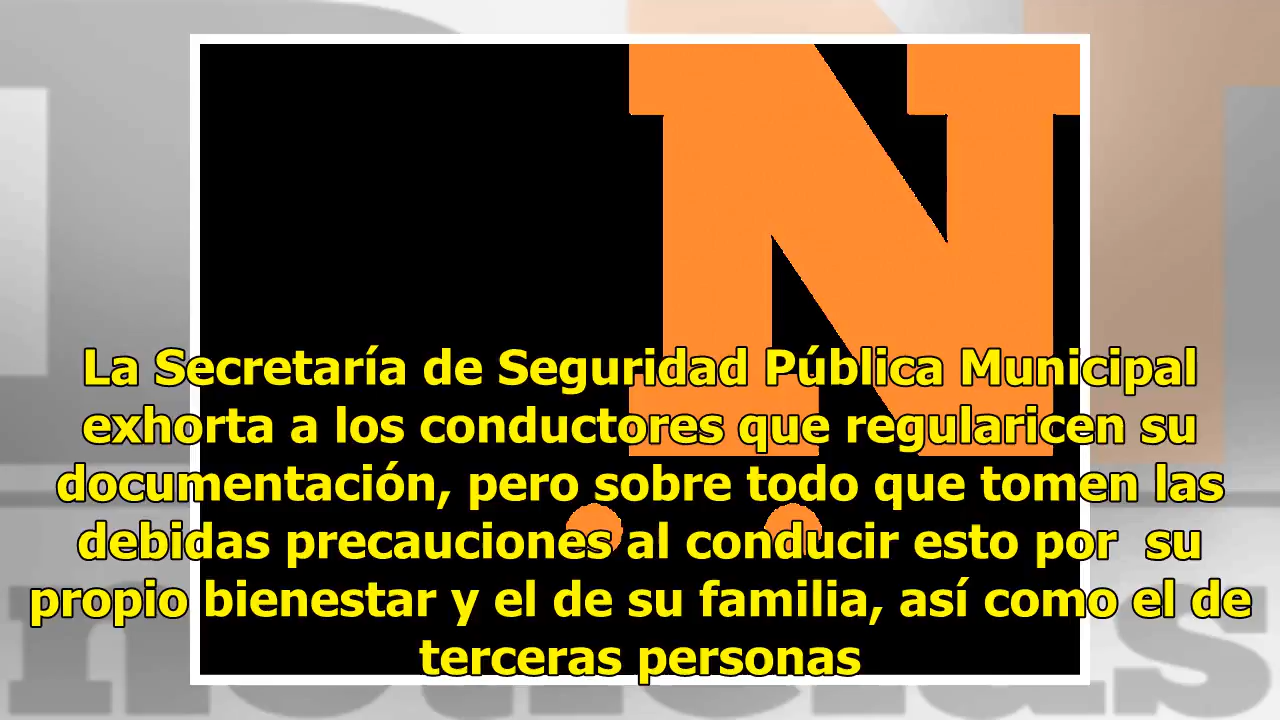 N
La Secretaría de Seguridad Pública Municipal
exhorta a los conductores que regularicen su
documentación, pero sobre todo que tomen las
debidas precauciones al conducir esto por  su
propio bienestar y el de su familia, así como el de
terceras personas